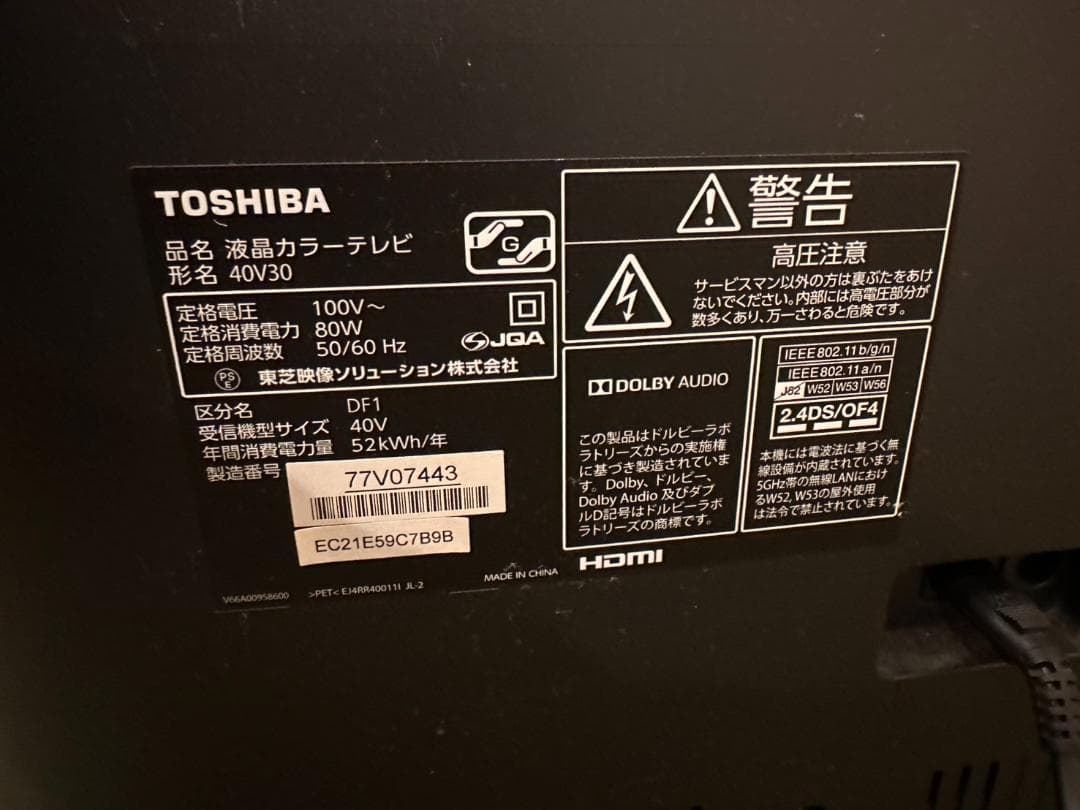 TOSHIBA
品名 液晶カラーテレビ
形名 40V30
G
定格電圧 100V～
定格消費電力 80W
定格周波数 50/60 Hz
JQA
PS
E
東芝映像ソリューション株式会社
区分名 DF1
受信機型サイズ 40V
年間消費電力量 52kWh/年
製造番号
77V07443
EC21E59C7B9B
V66A00958600 >PET< EJ4RR40011I JL-2 MADE IN CHINA
警告
高圧注意
サービスマン以外の方は裏ぶたをあけ
ないでください。内部には高電圧部分が
数多くあり、万一さわると危険です。
DOLBY AUDIO
この製品はドルビーラボ
ラトリーズからの実施権
に基づき製造されていま
す。Dolby、ドルビー、
Dolby Audio 及びダブ
ルD記号はドルビーラボ
ラトリーズの商標です。
HDMI
IEEE802.11b/g/n
IEEE802.11a/n
J52 W52 W53 W56
2.4DS/OF4
本機には電波法に基づく無
線設備が内蔵されています。
5GHz帯の無線LANにおけ
るW52, W53の屋外使用
は法令で禁止されています。